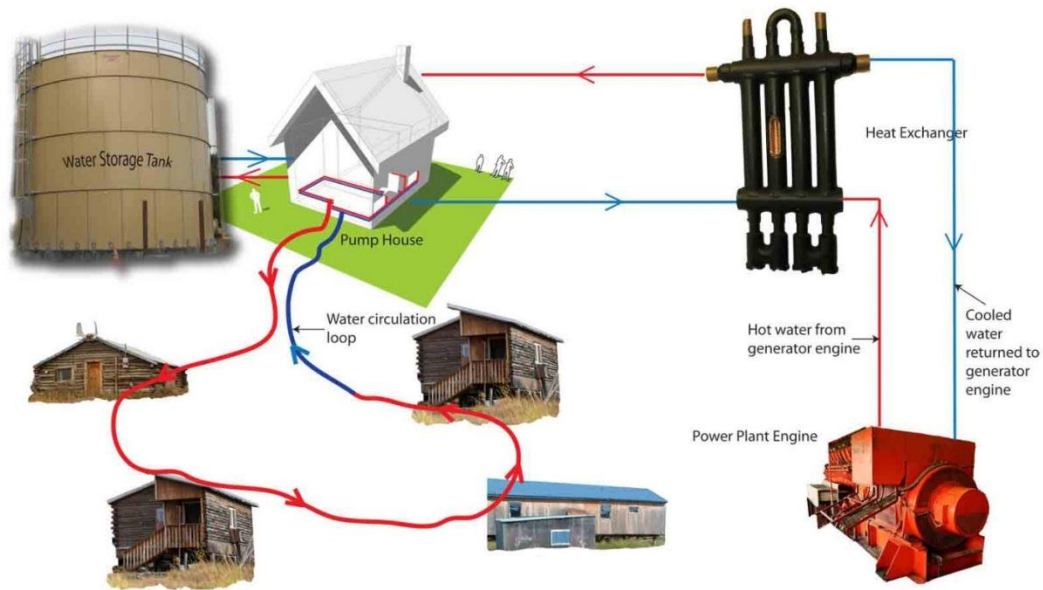 Water Storage Tank
Pump House
Heat Exchanger
Water circulation
loop
Hot water from
generator engine
Cooled
water
returned to
generator
engine
Power Plant Engine